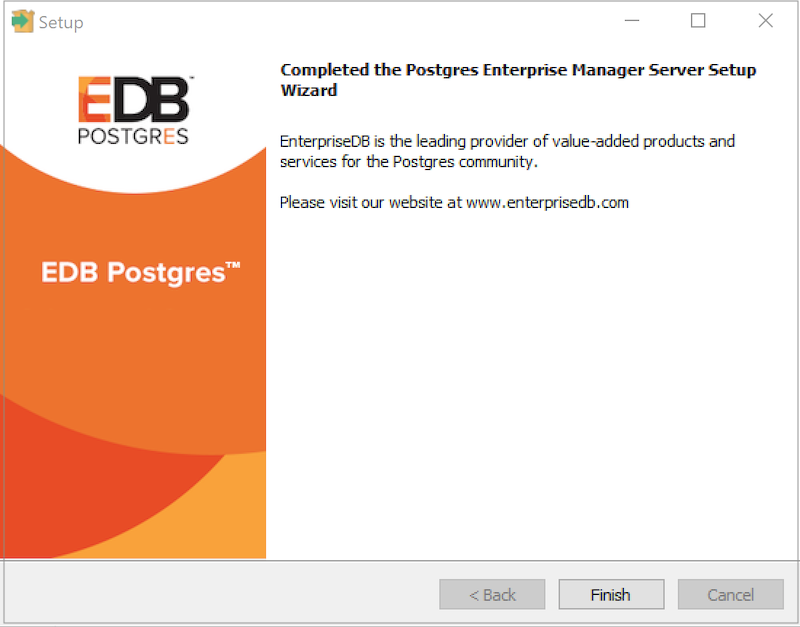 Setup
EDB™
POSTGRES
EDB Postgres™
Completed the Postgres Enterprise Manager Server Setup
Wizard
EnterpriseDB is the leading provider of value-added products and
services for the Postgres community.
Please visit our website at www.enterprisedb.com
< Back
Finish
Cancel